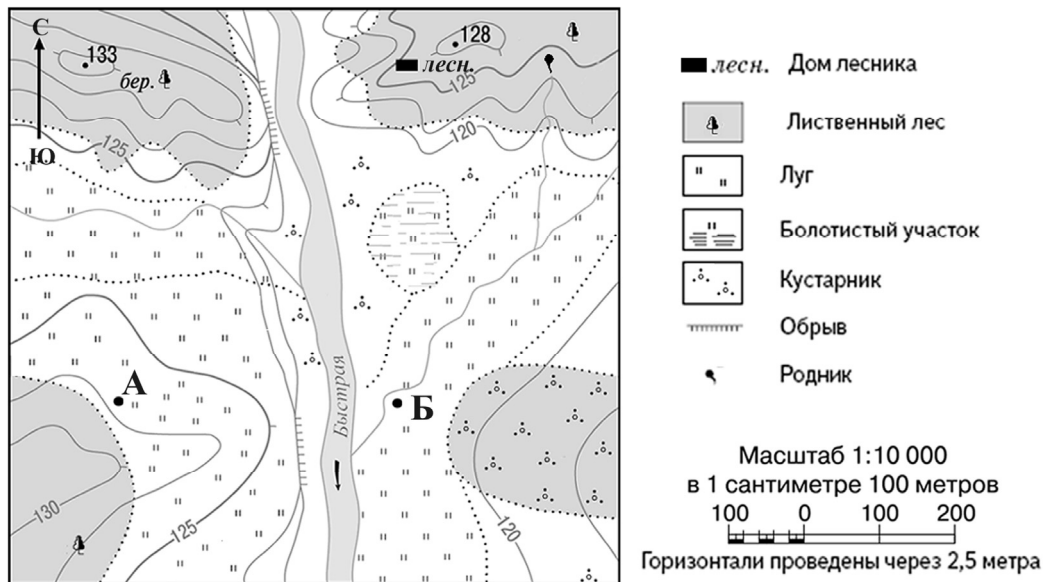 С
Ю
133
бер.
128
лесн.
125
120
125
А
Б
Быстрая
130
125
120
лесн. Дом лесника
Лиственный лес
Луг
Болотистый участок
Кустарник
Обрыв
Родник
Масштаб 1:10 000
в 1 сантиметре 100 метров
100 0 100 200
Горизонтали проведены через 2,5 метра